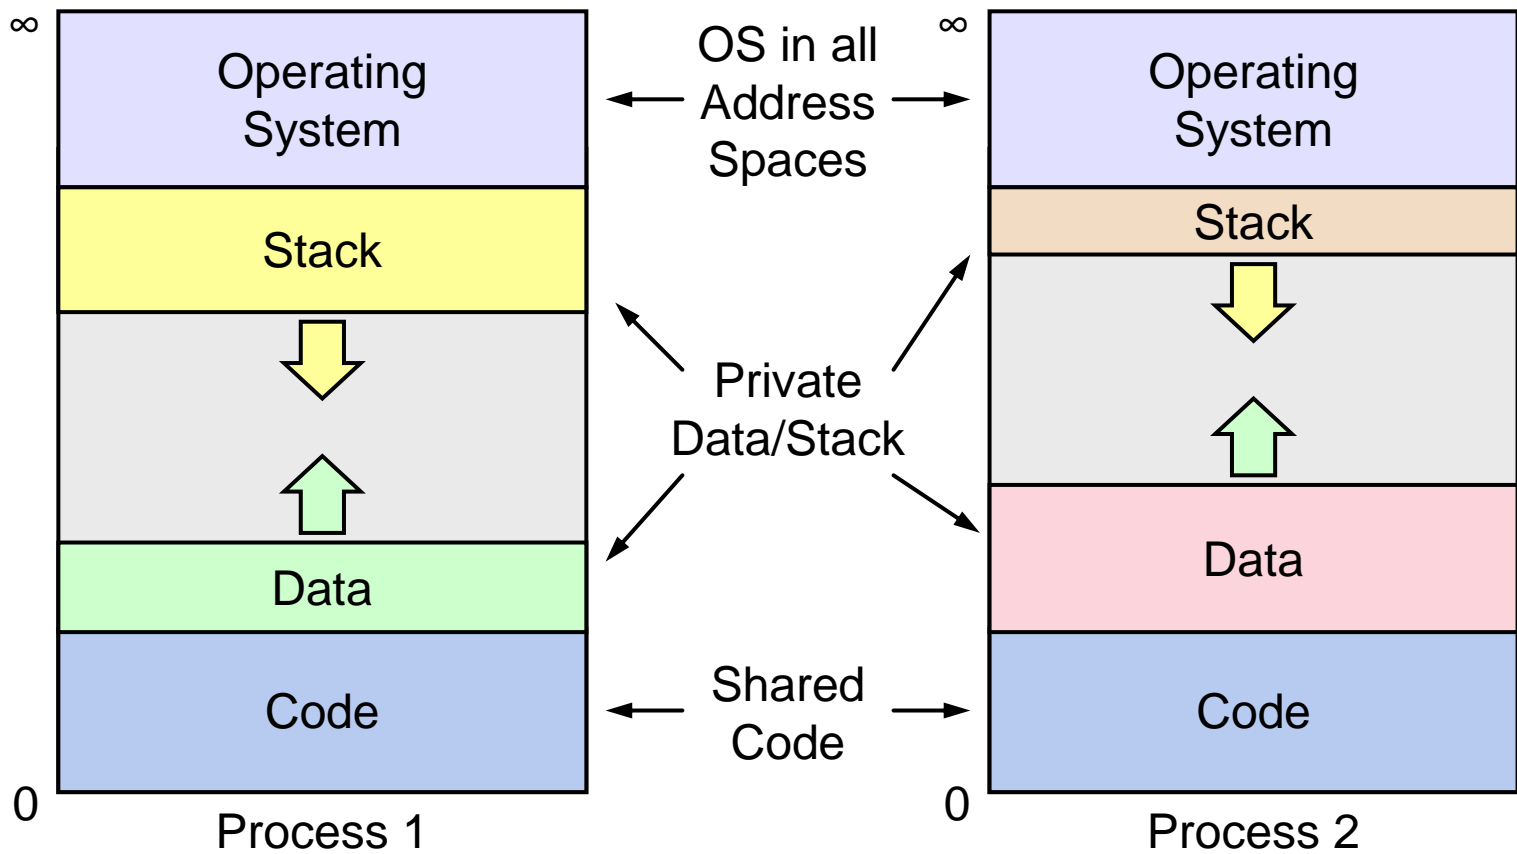 ∞
Operating
System
Stack
Data
Code
0
Process 1
OS in all
Address
Spaces
Private
Data/Stack
Shared
Code
∞
Operating
System
Stack
Data
Code
0
Process 2